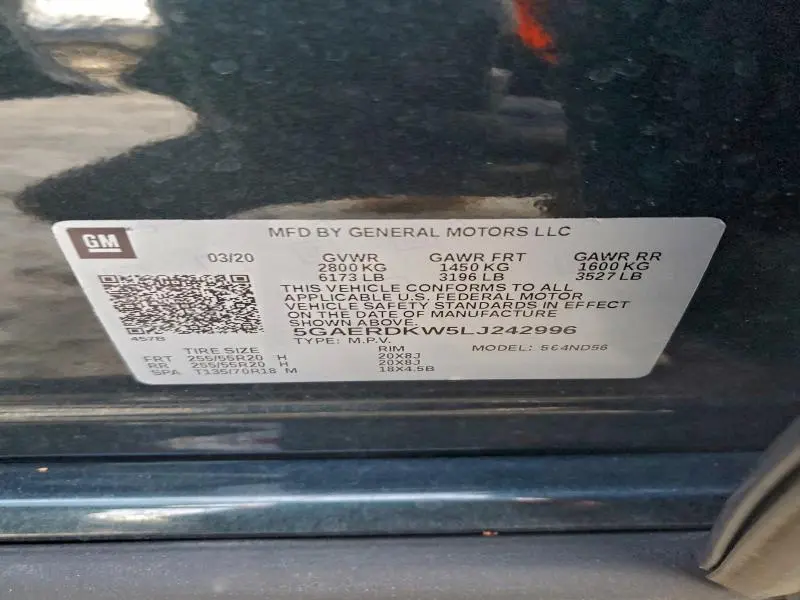 GM
MFD BY GENERAL MOTORS LLC
03/20 GVWR GAWR FRT GAWR RR
2800 KG 1450 KG 1600 KG
6173 LB 3196 LB 3527 LB
THIS VEHICLE CONFORMS TO ALL
APPLICABLE U.S. FEDERAL MOTOR
VEHICLE SAFETY STANDARDS IN EFFECT
ON THE DATE OF MANUFACTURE
SHOWN ABOVE.
457B
5GAERDKW5LJ242996
TYPE: M.P.V. MODEL:
TIRE SIZE RIM
FRT 255/55R20 H 20X8J
RR 255/55R20 H 20X8J
SPA T135/70R18 M 18X4.5B